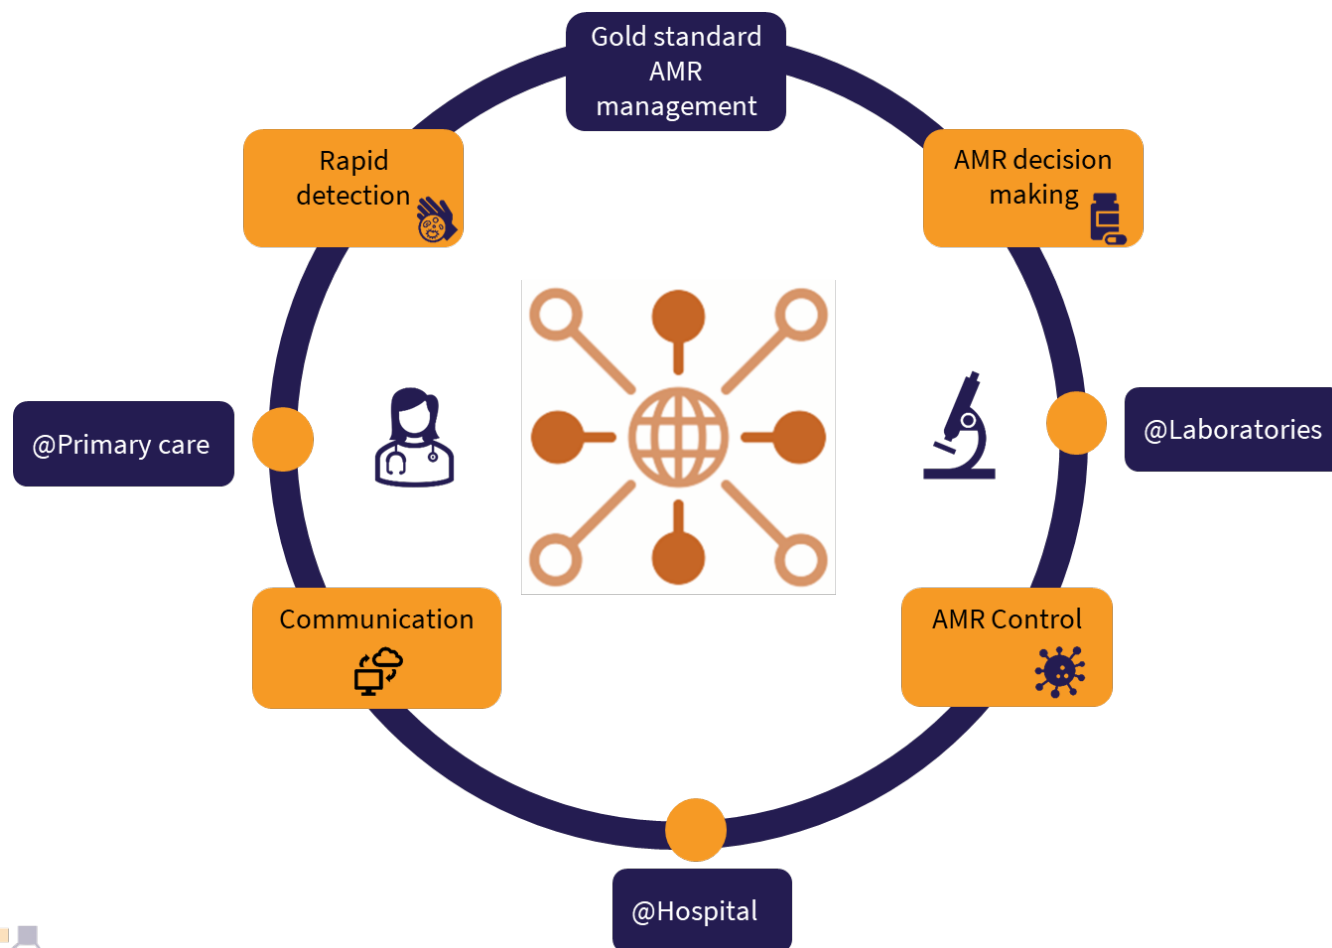 Gold standard
AMR
management
Rapid
detection
AMR decision
making
@Primary care
@Laboratories
Communication
AMR Control
@Hospital